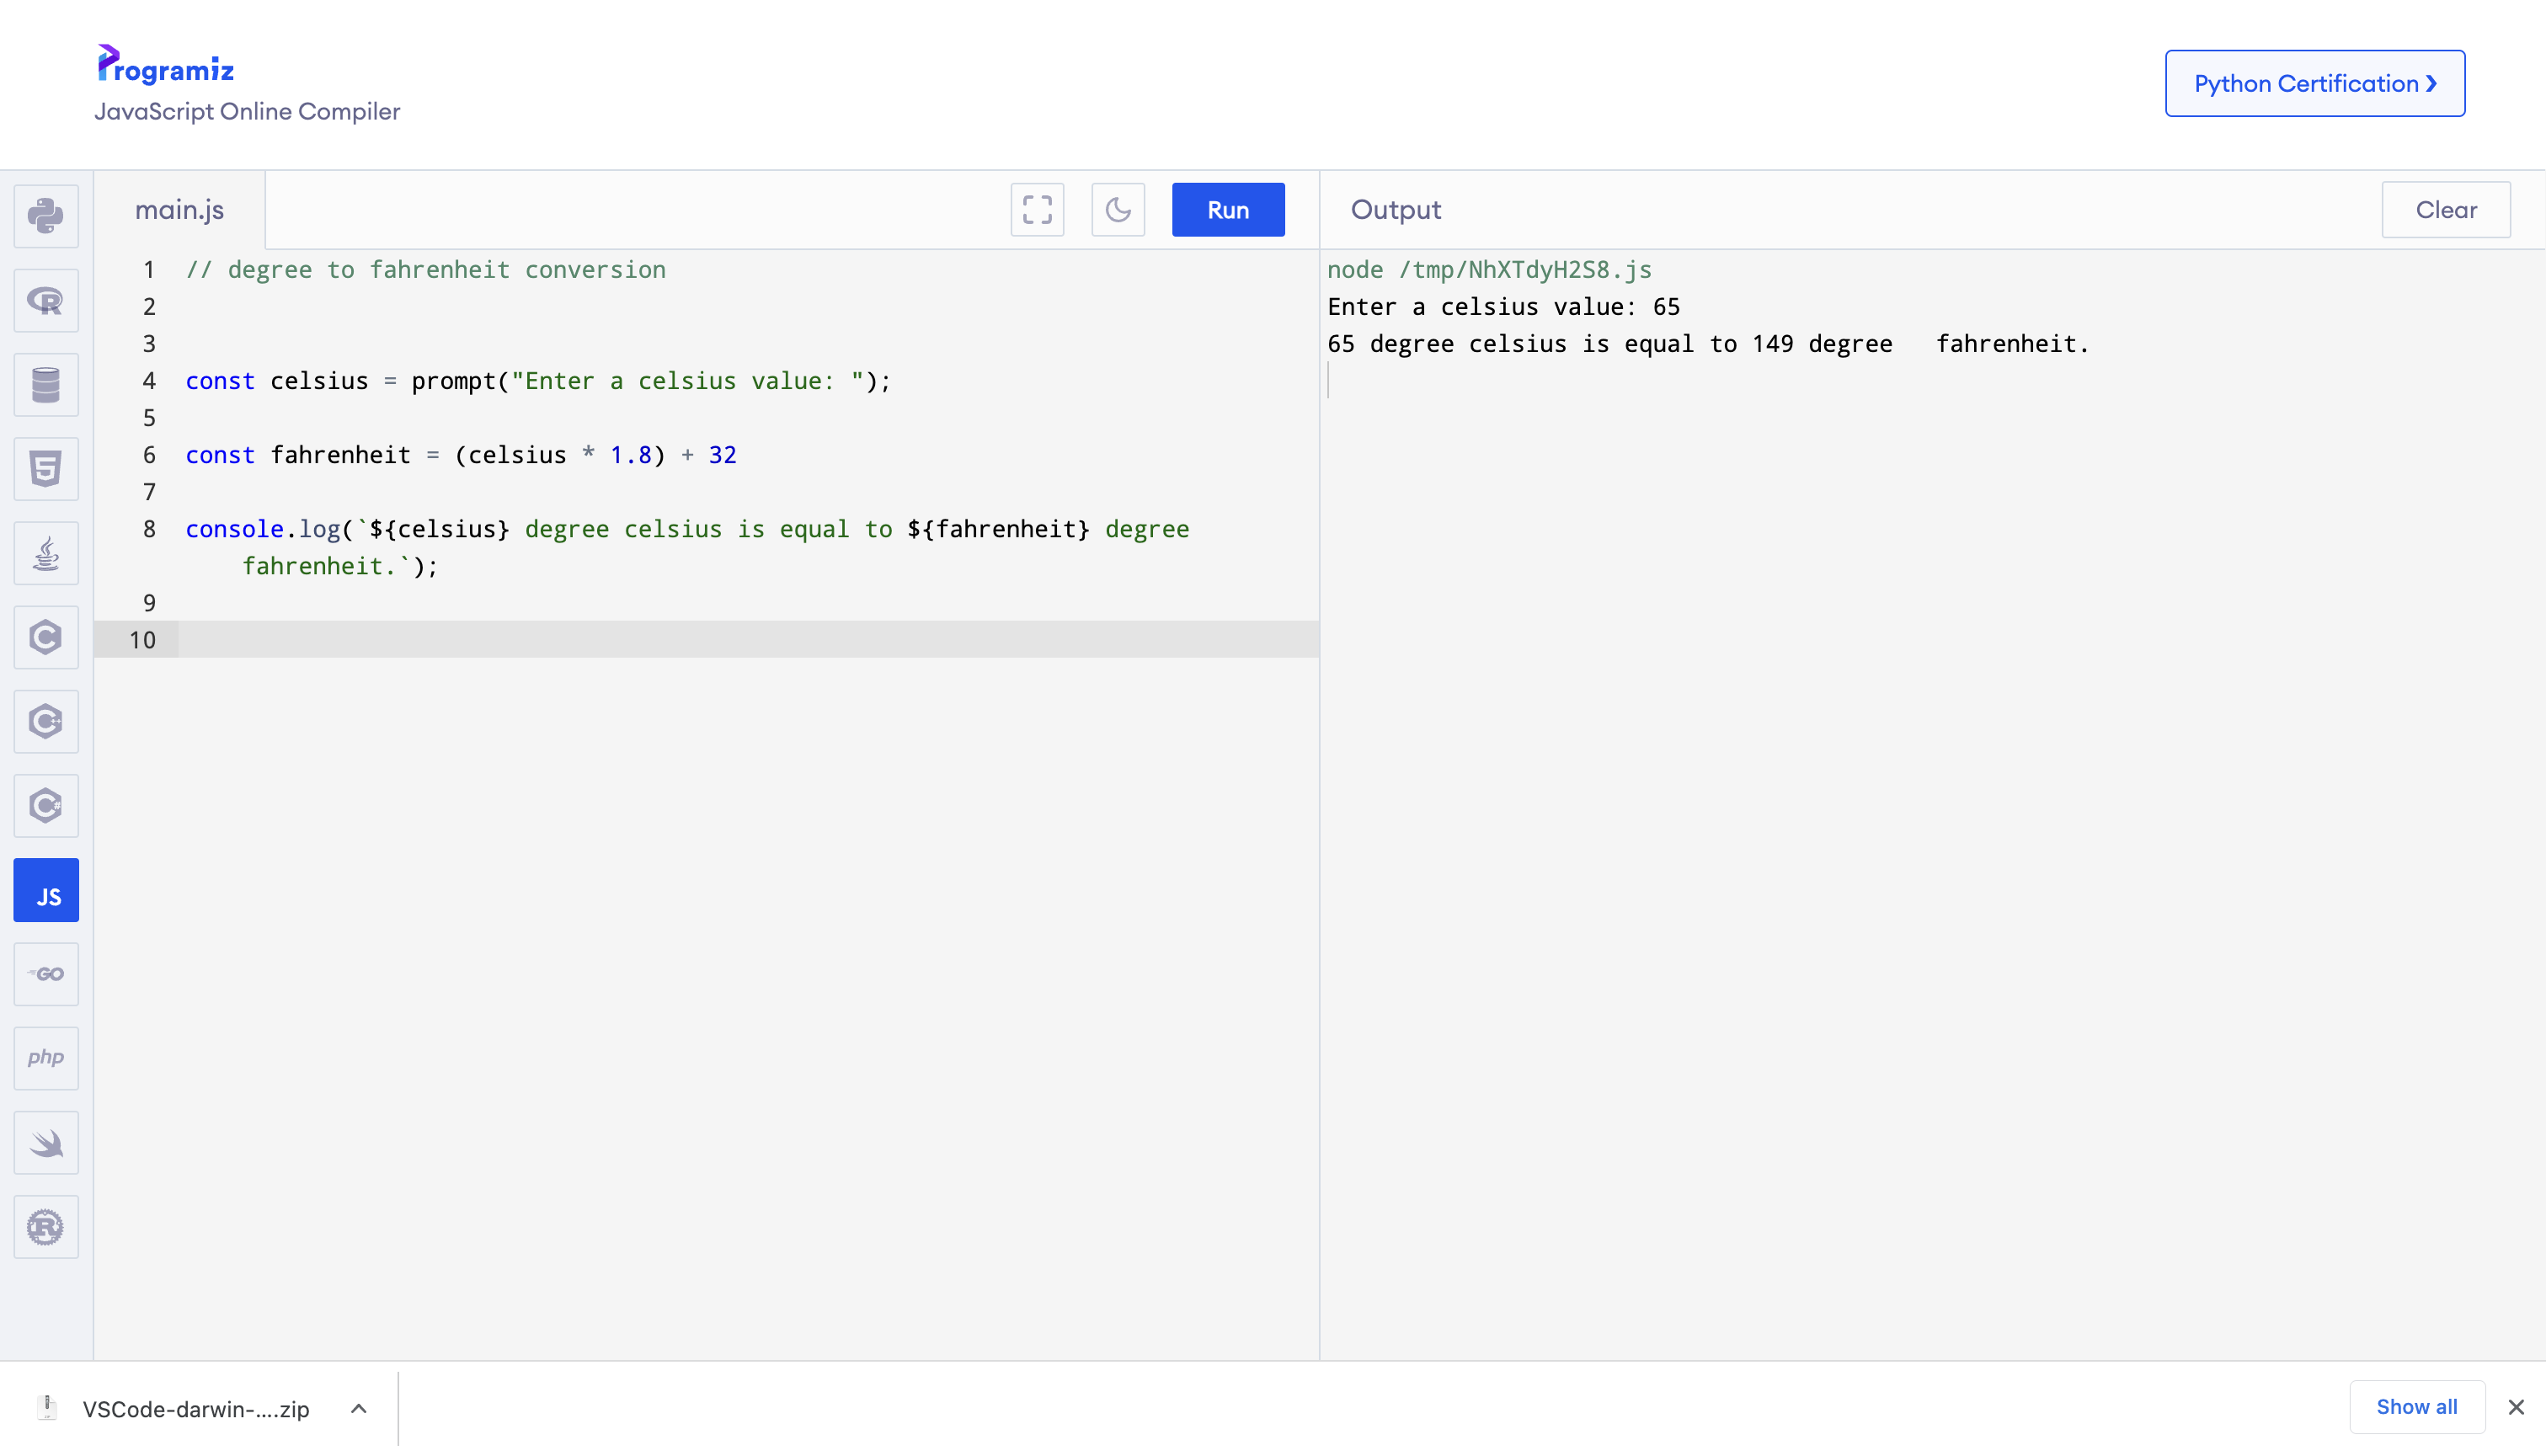 Programiz
JavaScript Online Compiler
Python Certification ❯
main.js
Run
Output
Clear
1 // degree to fahrenheit conversion
2
3
4 const celsius = prompt("Enter a celsius value: ");
5
6 const fahrenheit = (celsius * 1.8) + 32
7
8 console.log(`${celsius} degree celsius is equal to ${fahrenheit} degree
fahrenheit.`);
9
10
node /tmp/NhXTdyH2S8.js
Enter a celsius value: 65
65 degree celsius is equal to 149 degree   fahrenheit.
R
5
C
C++
C#
JS
GO
php
R
VSCode-darwin-....zip
Show all